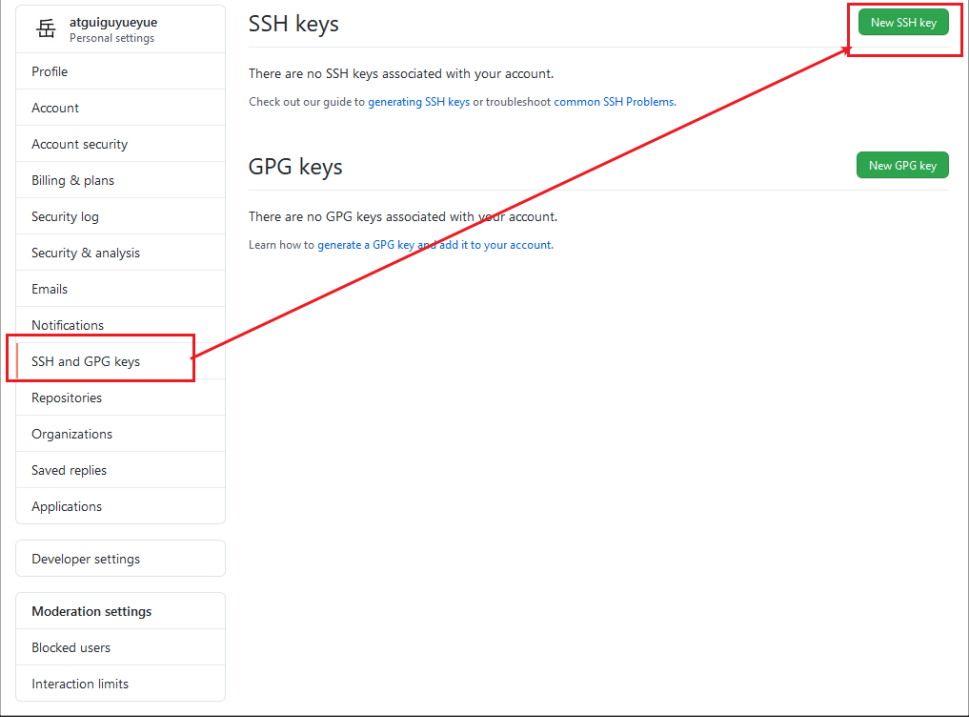 岳
atguiguyueyue
Personal settings
Profile
Account
Account security
Billing & plans
Security log
Security & analysis
Emails
Notifications
SSH and GPG keys
Repositories
Organizations
Saved replies
Applications
Developer settings
Moderation settings
Blocked users
Interaction limits
SSH keys
New SSH key
There are no SSH keys associated with your account.
Check out our guide to generating SSH keys or troubleshoot common SSH Problems.
GPG keys
New GPG key
There are no GPG keys associated with your account.
Learn how to generate a GPG key and add it to your account.